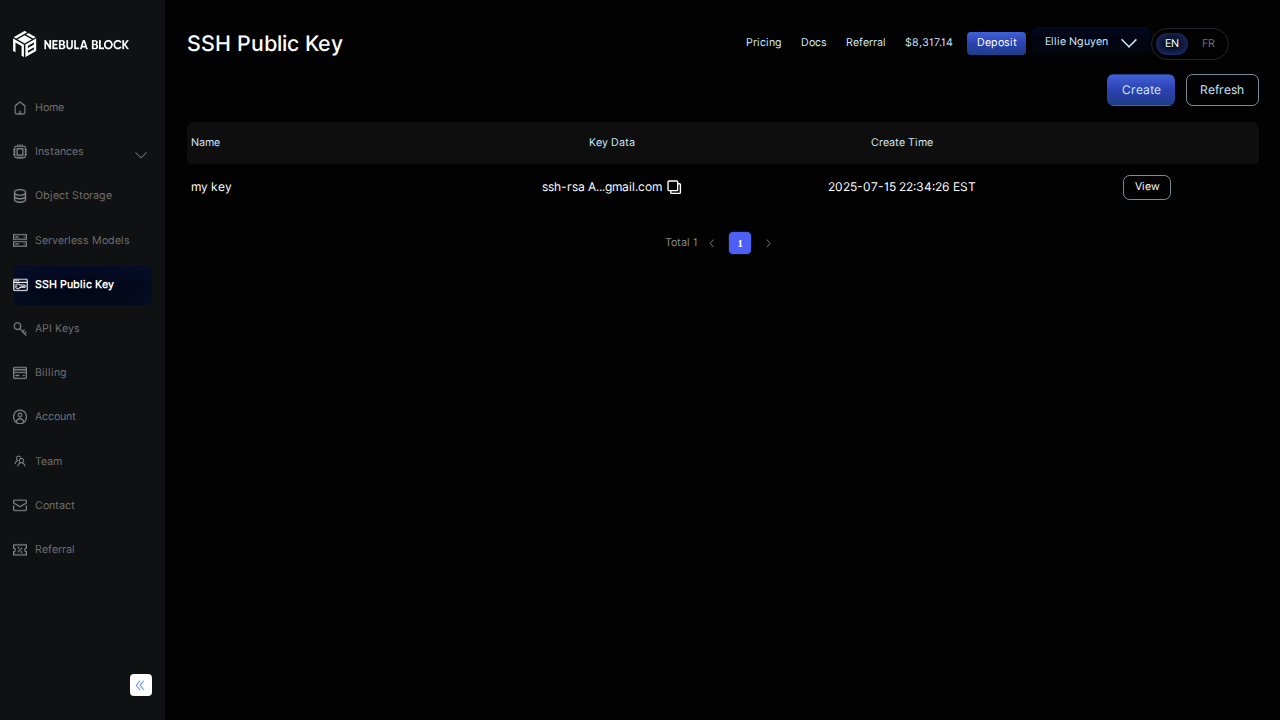 NEBULA BLOCK
Home
Instances
Object Storage
Serverless Models
SSH Public Key
API Keys
Billing
Account
Team
Contact
Referral
SSH Public Key
Pricing Docs Referral $8,317.14 Deposit Ellie Nguyen EN FR
Create Refresh
Name Key Data Create Time
my key ssh-rsa A...gmail.com 2025-07-15 22:34:26 EST View
Total 1 1